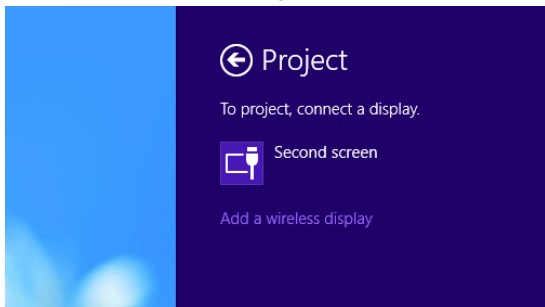 Project
To project, connect a display.
Second screen
Add a wireless display